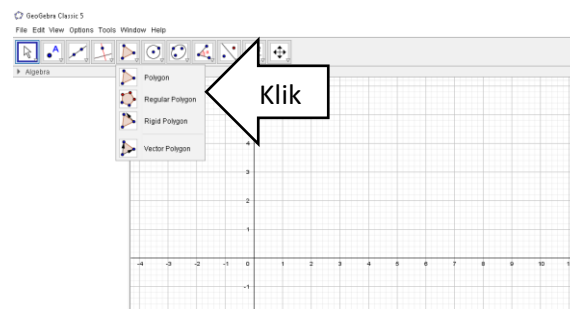 GeoGebra Classic 5
File Edit View Options Tools Window Help
Algebra
Polygon
Regular Polygon
Rigid Polygon
Vector Polygon
Klik
4
3
2
1
-4 -3 -2 -1 0 1 2 3 4 5 6 7 8 9 10
-1